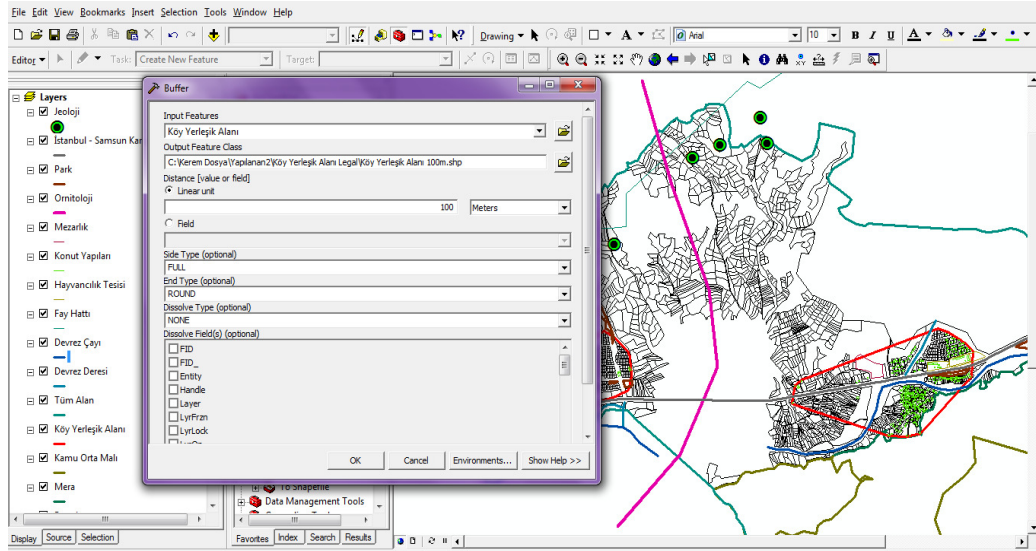 File Edit View Bookmarks Insert Selection Tools Window Help
Drawing Arial 10 B I U A
Editor Task: Create New Feature Target:
Buffer
Layers
Jeoloji
İstanbul - Samsun Kar
Park
Ornitoloji
Mezarlık
Konut Yapıları
Hayvancılık Tesisi
Fay Hattı
Devrez Çayı
Devrez Deresi
Tüm Alan
Köy Yerleşik Alanı
Kamu Orta Malı
Mera
Display Source Selection
Input Features
Köy Yerleşik Alanı
Output Feature Class
C:\Kerem Dosya\Yapılanan2\Köy Yerleşik Alanı Legal\Köy Yerleşik Alanı 100m.shp
Distance [value or field]
Linear unit
100 Meters
Field
Side Type (optional)
FULL
End Type (optional)
ROUND
Dissolve Type (optional)
NONE
Dissolve Field(s) (optional)
FID
FID_
Entity
Handle
Layer
LyrFrzn
LyrLock
OK Cancel Environments... Show Help >>
To Shapefile
Data Management Tools
Favorites Index Search Results